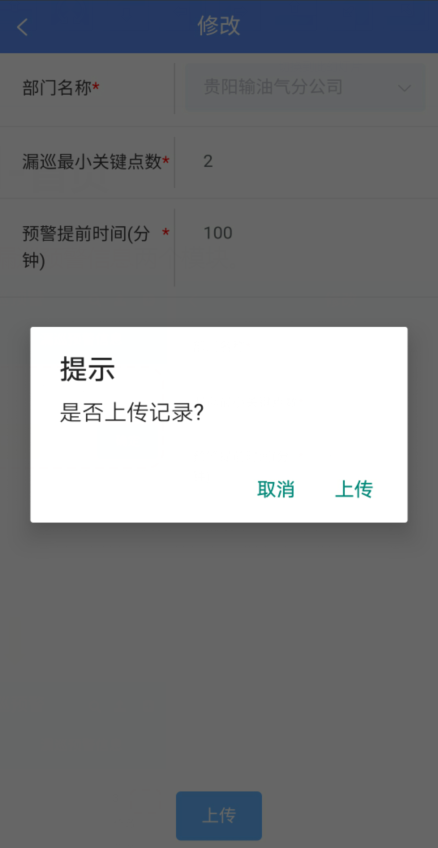 修改
部门名称*
贵阳输油气分公司
漏巡最小关键点数*
2
预警提前时间(分
钟)
*
100
提示
是否上传记录?
取消
上传
上传